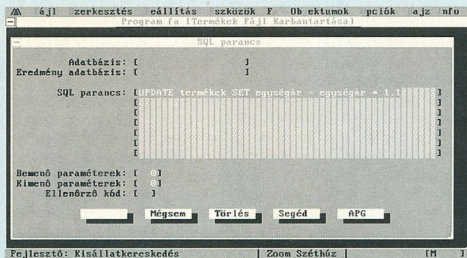 ájl zerkesztés eállítás szközök F Ob ektumok pciók ajz nfo
Program fa [Termékek Fájl Karbantartása]
SQL parancs
Adatbázis: [ ]
Eredmény adatbázis: [ ]
SQL parancs: [UPDATE termékek SET egységár = egységár * 1.1 ]
[ ]
[ ]
[ ]
[ ]
[ ]
[ ]
Bemenő paraméterek: [ 0]
Kimenő paraméterek: [ 0]
Ellenőrző kód: [ ]
Mégsem Törlés Segéd APG
Fejlesztő: Kisállatkereskedés Zoom Széthúz [M ]